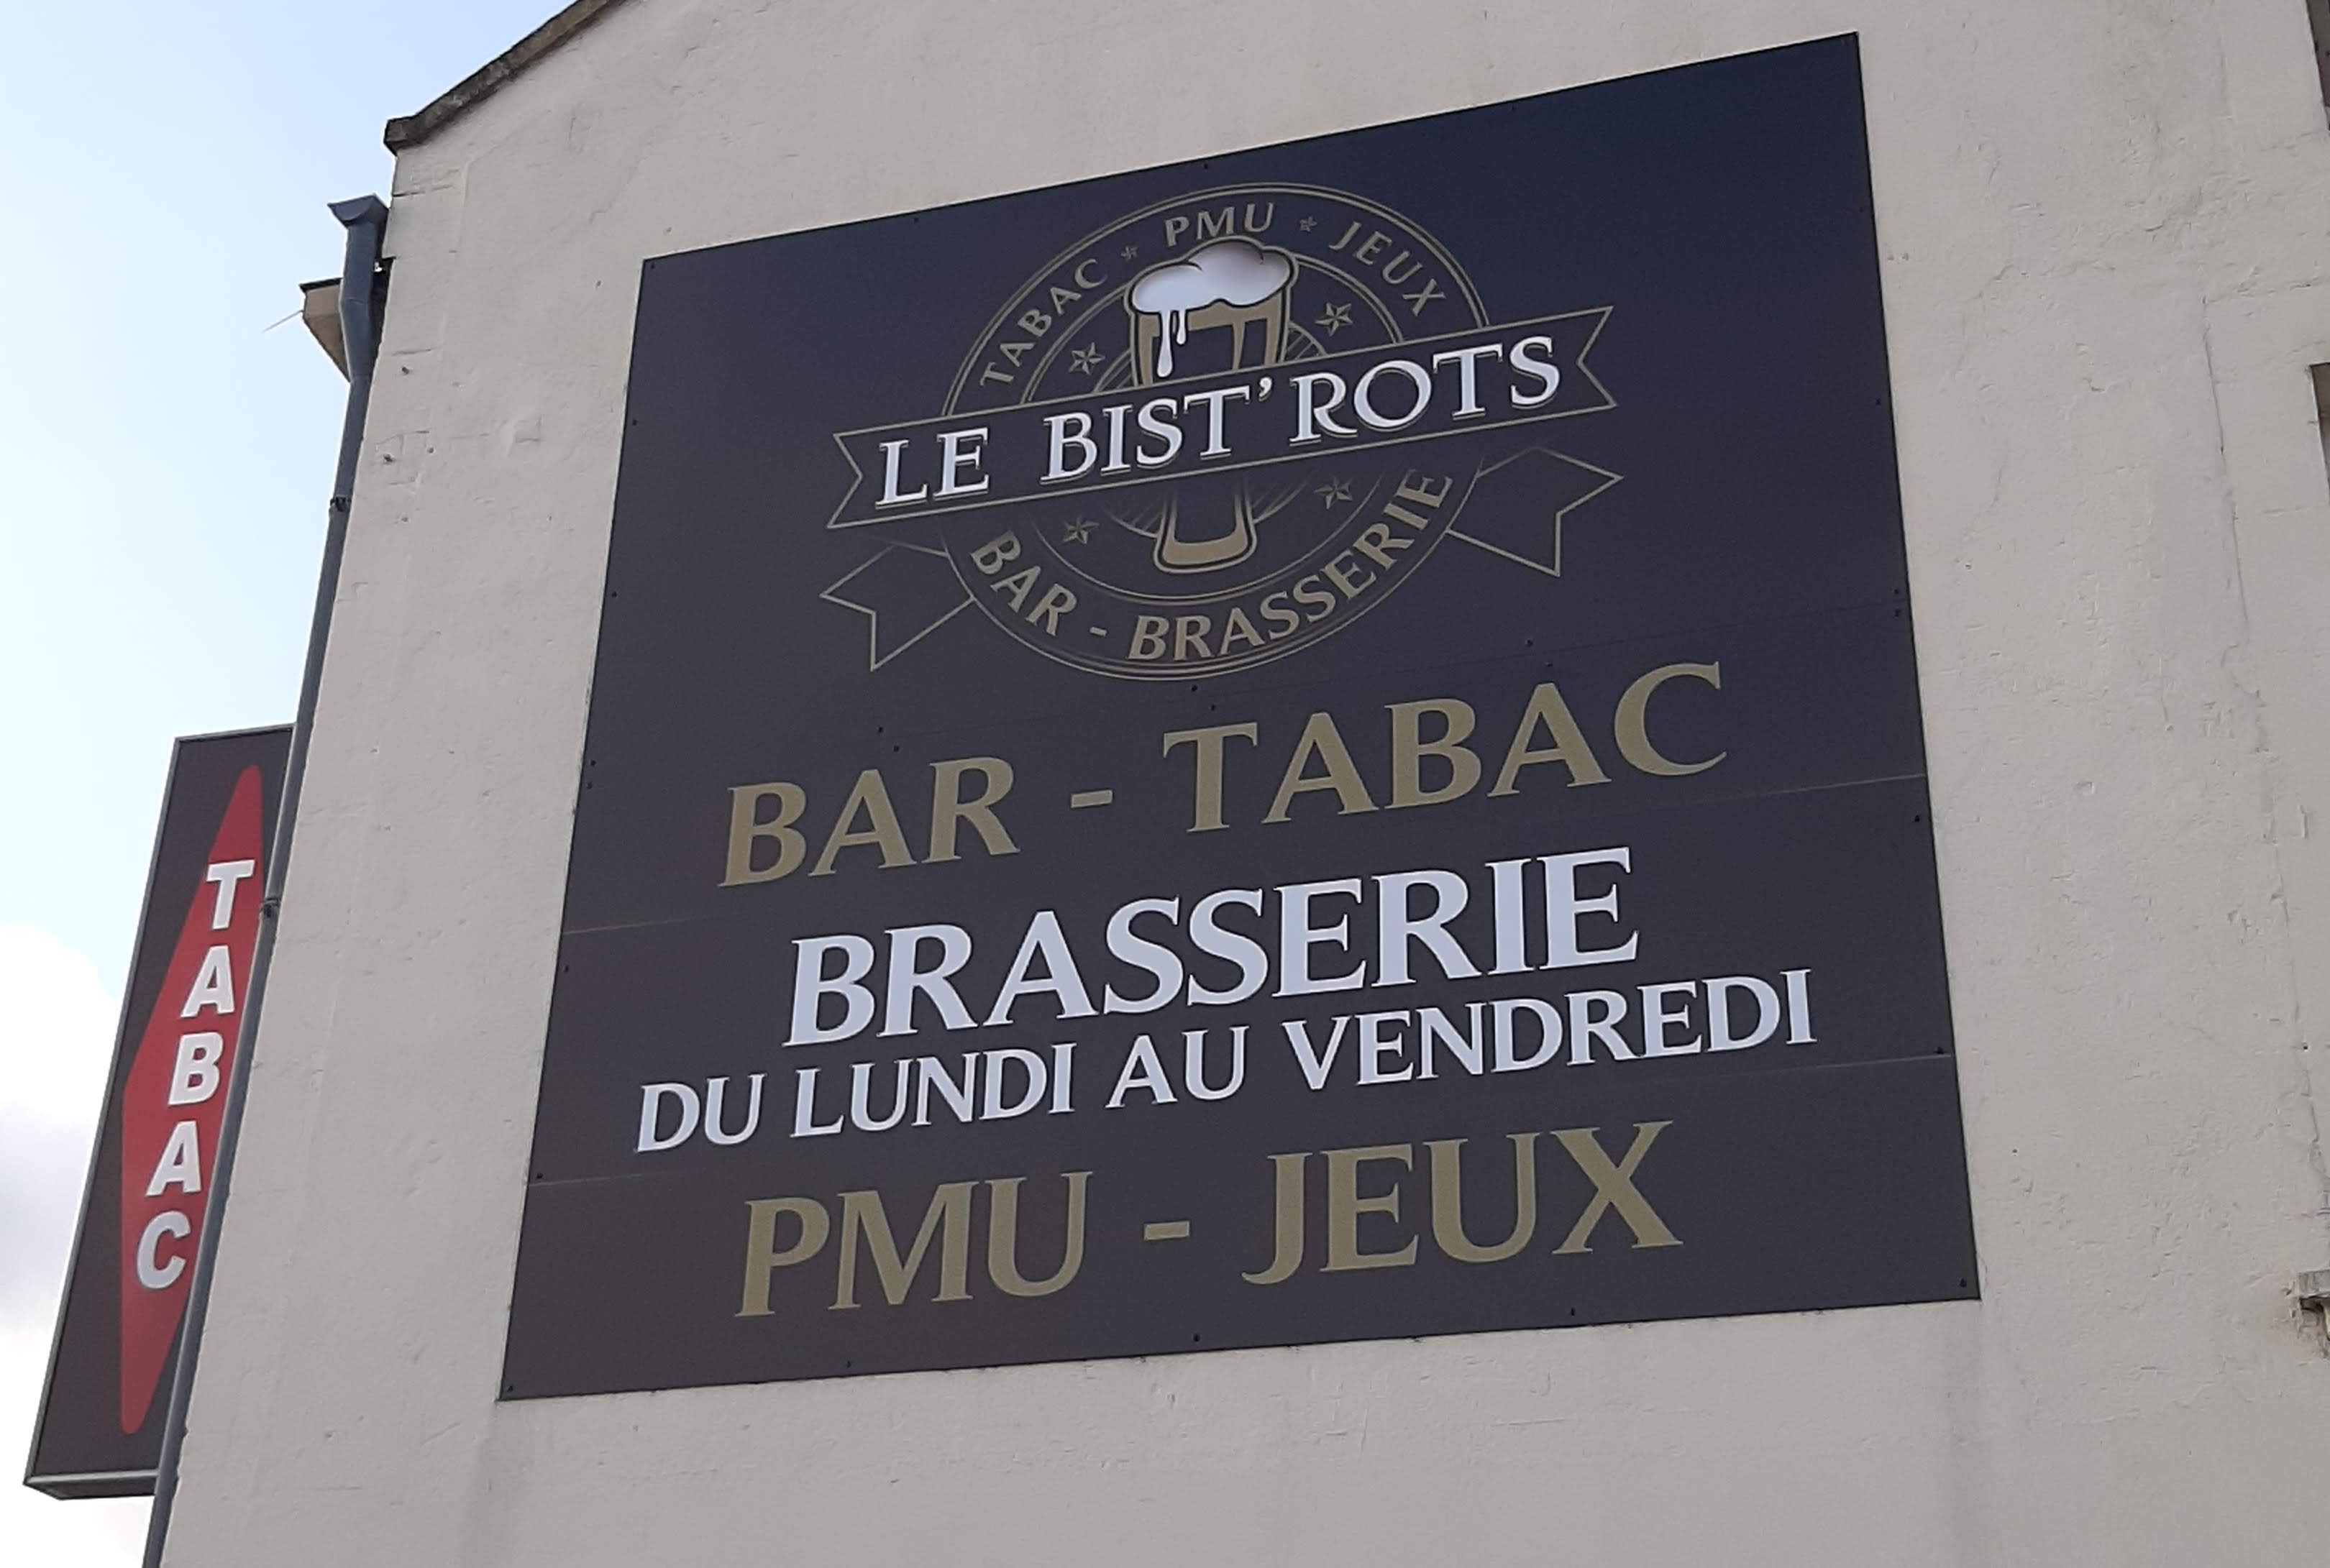 TABAC * PMU * JEUX
LE BIST'ROTS
BAR - BRASSERIE
BAR - TABAC
BRASSERIE
DU LUNDI AU VENDREDI
PMU - JEUX
TABAC